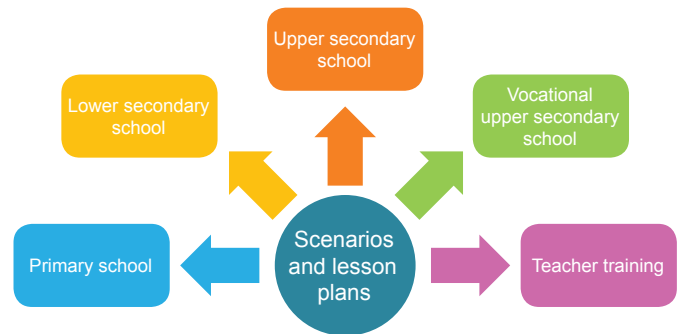 Upper secondary
school
Lower secondary
school
Vocational
upper secondary
school
Primary school
Scenarios
and lesson
plans
Teacher training